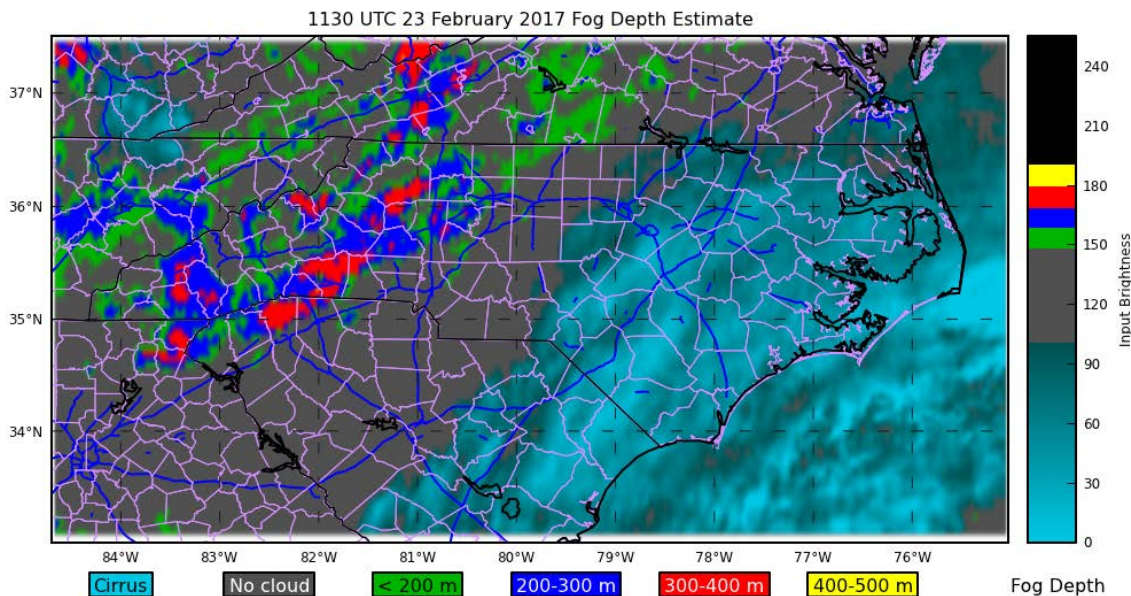 1130 UTC 23 February 2017 Fog Depth Estimate
37°N
36°N
35°N
34°N
84°W 83°W 82°W 81°W 80°W 79°W 78°W 77°W 76°W
240
210
180
150
120
90
60
30
0
Input Brightness
Cirrus No cloud < 200 m 200-300 m 300-400 m 400-500 m Fog Depth